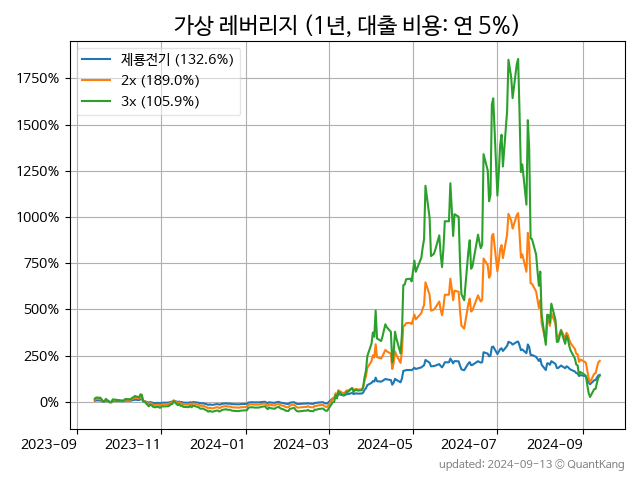 가상 레버리지 (1년, 대출 비용: 연 5%)
제룡전기 (132.6%)
2x (189.0%)
3x (105.9%)
1750%
1500%
1250%
1000%
750%
500%
250%
0%
2023-09 2023-11 2024-01 2024-03 2024-05 2024-07 2024-09
updated: 2024-09-13 © QuantKang